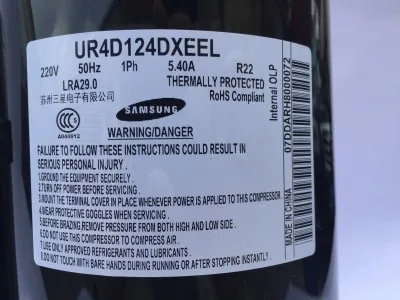 UR4D124DXEEL
220V 50Hz 1Ph 5.40A R22
LRA29.0 THERMALLY PROTECTED
苏州三星电子有限公司 RoHS Compliant
CCC
SAMSUNG
A044812
WARNING/DANGER
FAILURE TO FOLLOW THESE INSTRUCTIONS COULD RESULT IN
SERIOUS PERSONAL INJURY .
1.GROUND THE EQUIPMENT SECURELY .
2.TURN OFF POWER BEFORE SERVICING .
3.MOUNT THE TERMINAL COVER IN PLACE WHENEVER POWER IS APPLIED TO THIS COMPRESSOR .
4.WEAR PROTECTIVE GOGGLES WHEN SERVICING .
5.BEFORE BRAZING,REMOVE PRESSURE FROM BOTH HIGH AND LOW SIDE .
6.DO NOT USE THIS COMPRESSOR TO COMPRESS AIR .
7.USE ONLY APPROVED REFRIGERANTS AND LUBRICANTS .
8.DO NOT TOUCH WITH BARE HANDS DURING RUNNING OR AFTER STOPPING INSTANTLY .
Internal OLP
07DDARH8000072
MADE IN CHINA